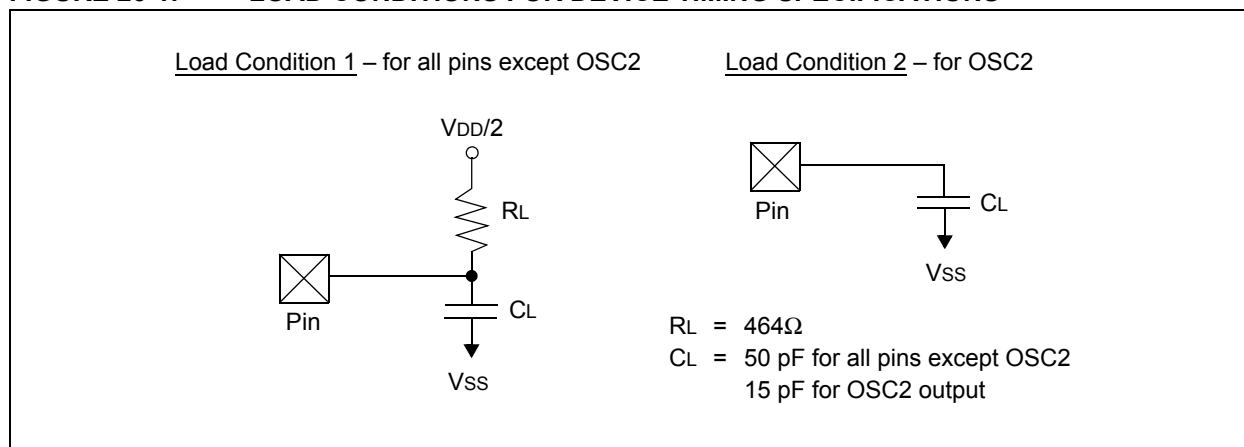 Load Condition 1 – for all pins except OSC2
Load Condition 2 – for OSC2
VDD/2
RL
Pin
CL
VSS
Pin
CL
VSS
RL = 464Ω
CL = 50 pF for all pins except OSC2
15 pF for OSC2 output